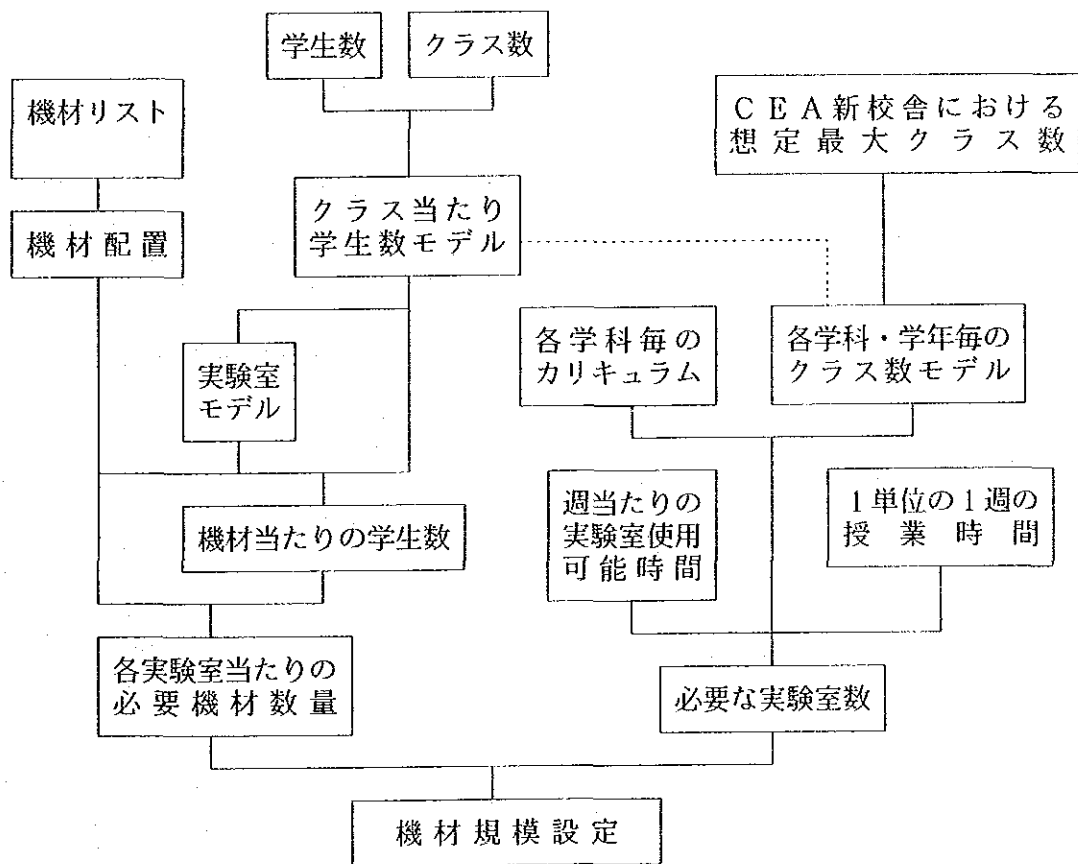 学生数
クラス数
機材リスト
CEA新校舎における
想定最大クラス数
機材配置
クラス当たり
学生数モデル
各学科毎の
カリキュラム
各学科・学年毎の
クラス数モデル
実験室
モデル
週当たりの
実験室使用
可能時間
1単位の1週の
授業時間
機材当たりの学生数
各実験室当たりの
必要機材数量
必要な実験室数
機材規模設定